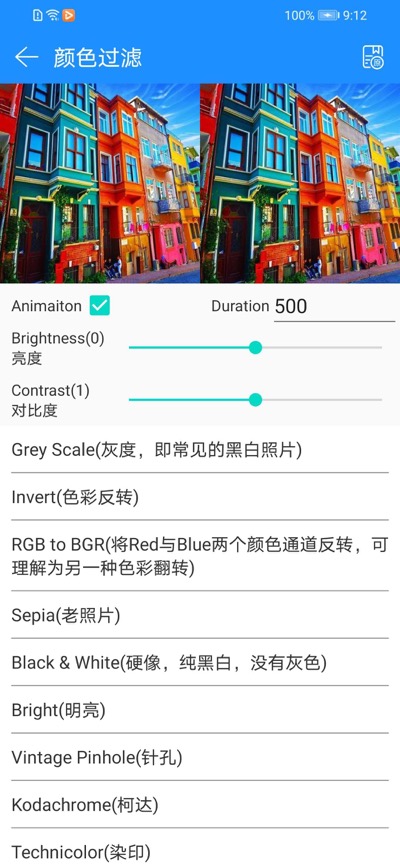 100% 9:12
颜色过滤
Animaiton Duration 500
Brightness(0)
亮度
Contrast(1)
对比度
Grey Scale(灰度，即常见的黑白照片)
Invert(色彩反转)
RGB to BGR(将Red与Blue两个颜色通道反转，可
理解为另一种色彩翻转)
Sepia(老照片)
Black & White(硬像，纯黑白，没有灰色)
Bright(明亮)
Vintage Pinhole(针孔)
Kodachrome(柯达)
Technicolor(染印)